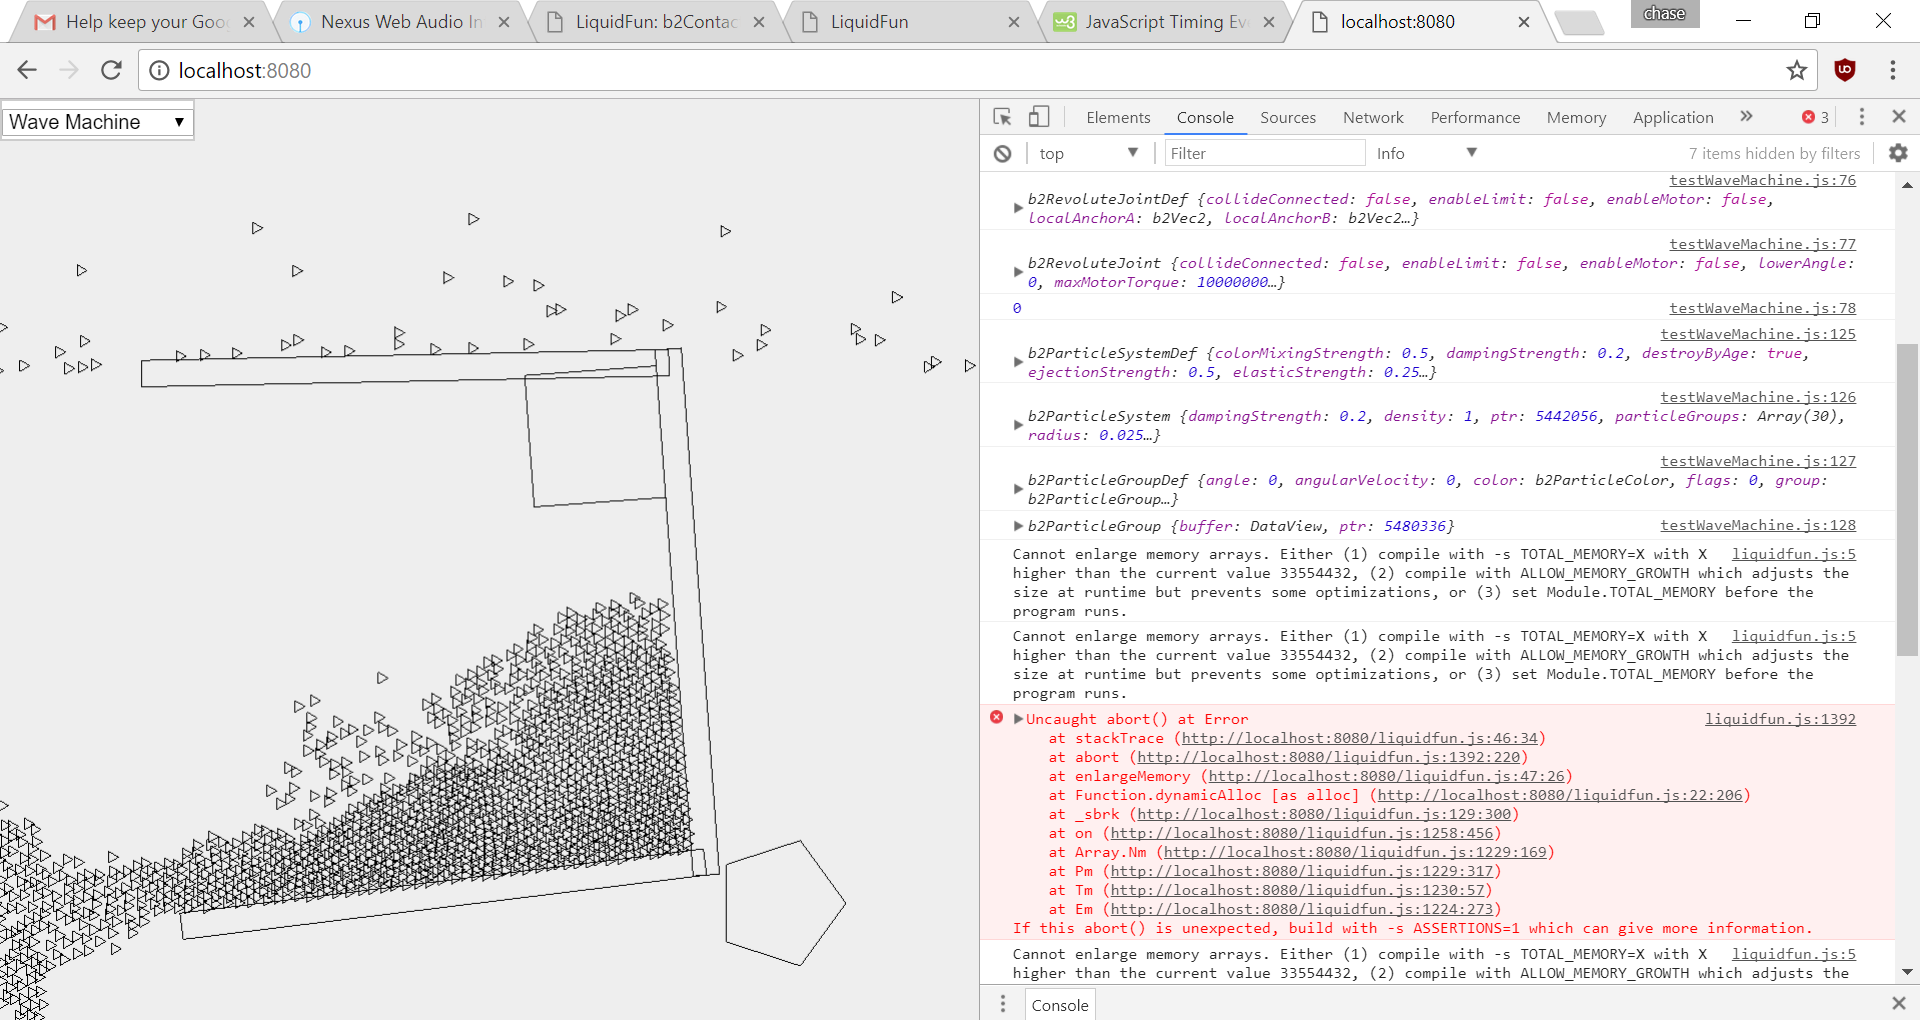 Help keep your Goo
Nexus Web Audio In
LiquidFun: b2Contac
LiquidFun
JavaScript Timing Ev
localhost:8080
chase
localhost:8080
Wave Machine
Elements Console Sources Network Performance Memory Application » 3
top Filter Info 7 items hidden by filters
testWaveMachine.js:76
b2RevoluteJointDef {collideConnected: false, enableLimit: false, enableMotor: false,
localAnchorA: b2Vec2, localAnchorB: b2Vec2…}
testWaveMachine.js:77
b2RevoluteJoint {collideConnected: false, enableLimit: false, enableMotor: false, lowerAngle:
0, maxMotorTorque: 10000000…}
0 testWaveMachine.js:78
testWaveMachine.js:125
b2ParticleSystemDef {colorMixingStrength: 0.5, dampingStrength: 0.2, destroyByAge: true,
ejectionStrength: 0.5, elasticStrength: 0.25…}
testWaveMachine.js:126
b2ParticleSystem {dampingStrength: 0.2, density: 1, ptr: 5442056, particleGroups: Array(30),
radius: 0.025…}
testWaveMachine.js:127
b2ParticleGroupDef {angle: 0, angularVelocity: 0, color: b2ParticleColor, flags: 0, group:
b2ParticleGroup…}
b2ParticleGroup {buffer: DataView, ptr: 5480336} testWaveMachine.js:128
Cannot enlarge memory arrays. Either (1) compile with -s TOTAL_MEMORY=X with X liquidfun.js:5
higher than the current value 33554432, (2) compile with ALLOW_MEMORY_GROWTH which adjusts the
size at runtime but prevents some optimizations, or (3) set Module.TOTAL_MEMORY before the
program runs.
Cannot enlarge memory arrays. Either (1) compile with -s TOTAL_MEMORY=X with X liquidfun.js:5
higher than the current value 33554432, (2) compile with ALLOW_MEMORY_GROWTH which adjusts the
size at runtime but prevents some optimizations, or (3) set Module.TOTAL_MEMORY before the
program runs.
Uncaught abort() at Error liquidfun.js:1392
at stackTrace (http://localhost:8080/liquidfun.js:46:34)
at abort (http://localhost:8080/liquidfun.js:1392:220)
at enlargeMemory (http://localhost:8080/liquidfun.js:47:26)
at Function.dynamicAlloc [as alloc] (http://localhost:8080/liquidfun.js:22:206)
at _sbrk (http://localhost:8080/liquidfun.js:129:300)
at on (http://localhost:8080/liquidfun.js:1258:456)
at Array.Nm (http://localhost:8080/liquidfun.js:1229:169)
at Pm (http://localhost:8080/liquidfun.js:1229:317)
at Tm (http://localhost:8080/liquidfun.js:1230:57)
at Em (http://localhost:8080/liquidfun.js:1224:273)
If this abort() is unexpected, build with -s ASSERTIONS=1 which can give more information.
Cannot enlarge memory arrays. Either (1) compile with -s TOTAL_MEMORY=X with X liquidfun.js:5
higher than the current value 33554432, (2) compile with ALLOW_MEMORY_GROWTH which adjusts the
Console